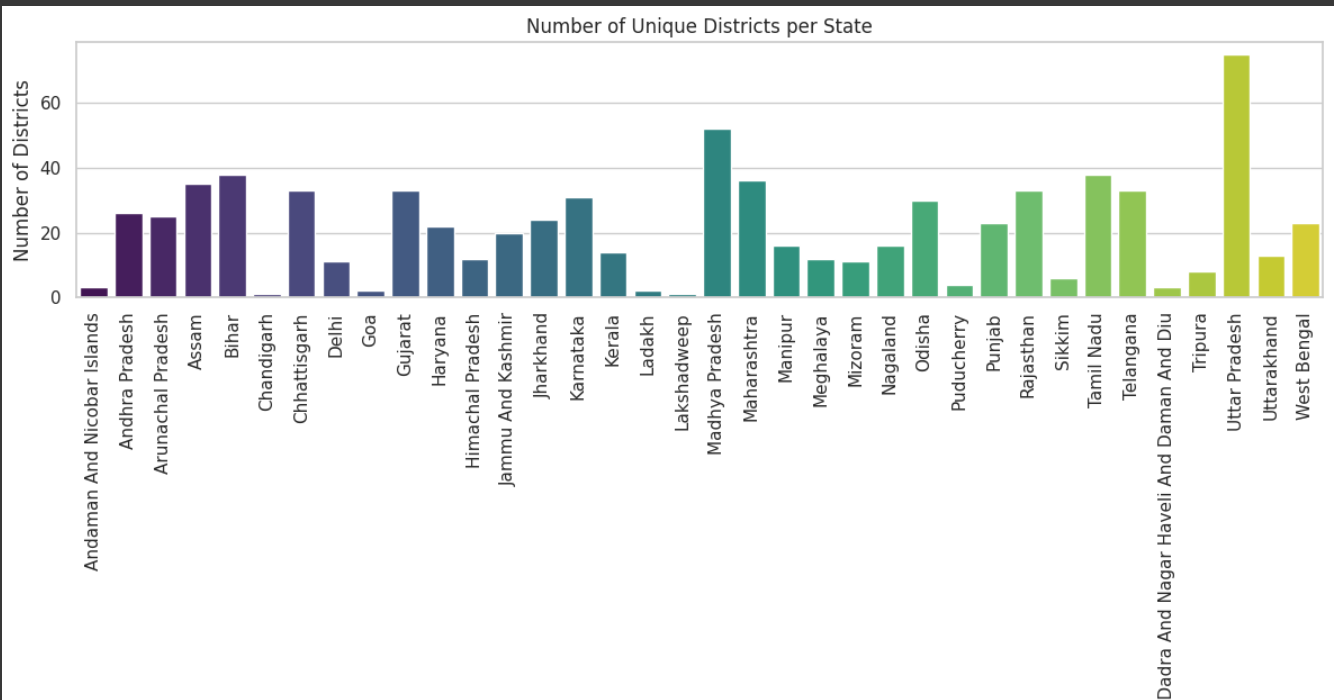 Number of Unique Districts per State
Number of Districts
60
40
20
0
Andaman And Nicobar Islands
Andhra Pradesh
Arunachal Pradesh
Assam
Bihar
Chandigarh
Chhattisgarh
Delhi
Goa
Gujarat
Haryana
Himachal Pradesh
Jammu And Kashmir
Jharkhand
Karnataka
Kerala
Ladakh
Lakshadweep
Madhya Pradesh
Maharashtra
Manipur
Meghalaya
Mizoram
Nagaland
Odisha
Puducherry
Punjab
Rajasthan
Sikkim
Tamil Nadu
Telangana
Dadra And Nagar Haveli And Daman And Diu
Tripura
Uttar Pradesh
Uttarakhand
West Bengal